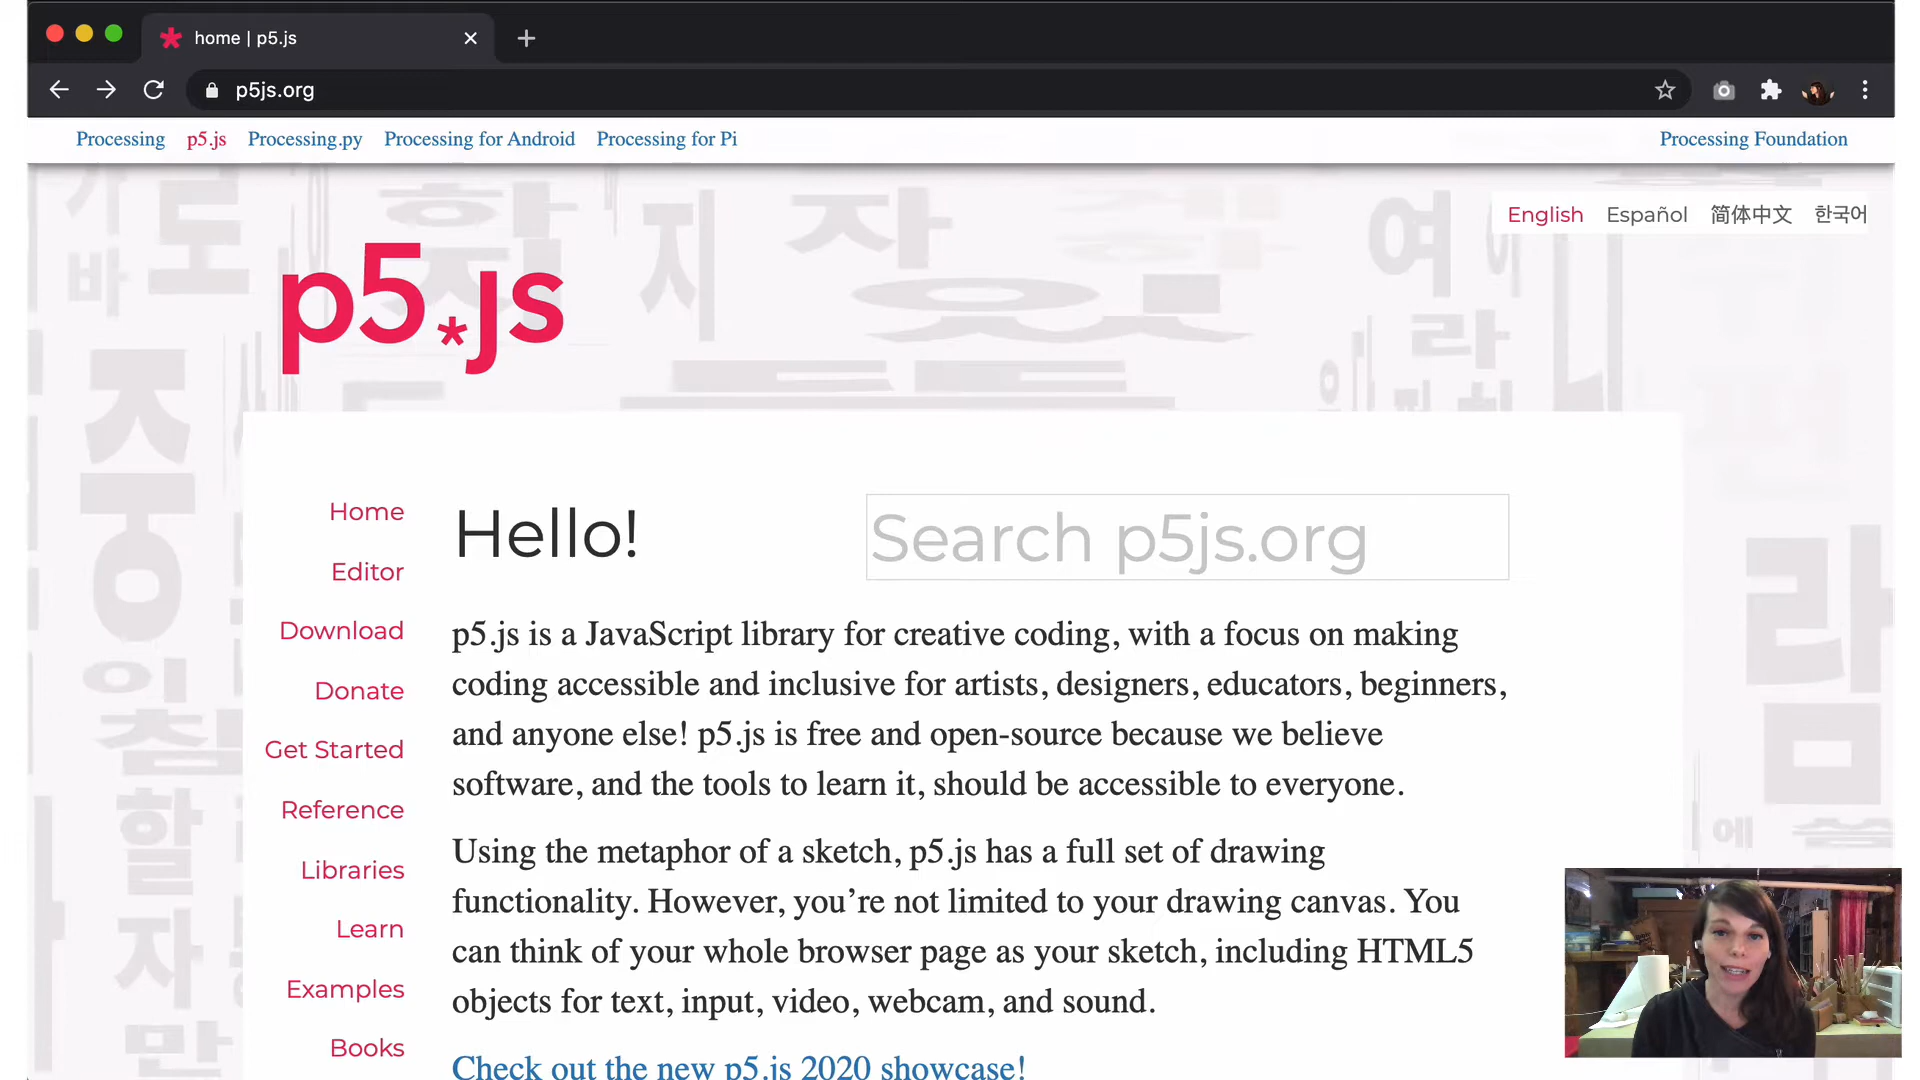 home | p5.js
p5js.org
Processing p5.js Processing.py Processing for Android Processing for Pi Processing Foundation
English Español 简体中文 한국어
p5*js
Home
Editor
Download
Donate
Get Started
Reference
Libraries
Learn
Examples
Books
Hello!
Search p5js.org
p5.js is a JavaScript library for creative coding, with a focus on making
coding accessible and inclusive for artists, designers, educators, beginners,
and anyone else! p5.js is free and open-source because we believe
software, and the tools to learn it, should be accessible to everyone.
Using the metaphor of a sketch, p5.js has a full set of drawing
functionality. However, you’re not limited to your drawing canvas. You
can think of your whole browser page as your sketch, including HTML5
objects for text, input, video, webcam, and sound.
Check out the new p5.js 2020 showcase!